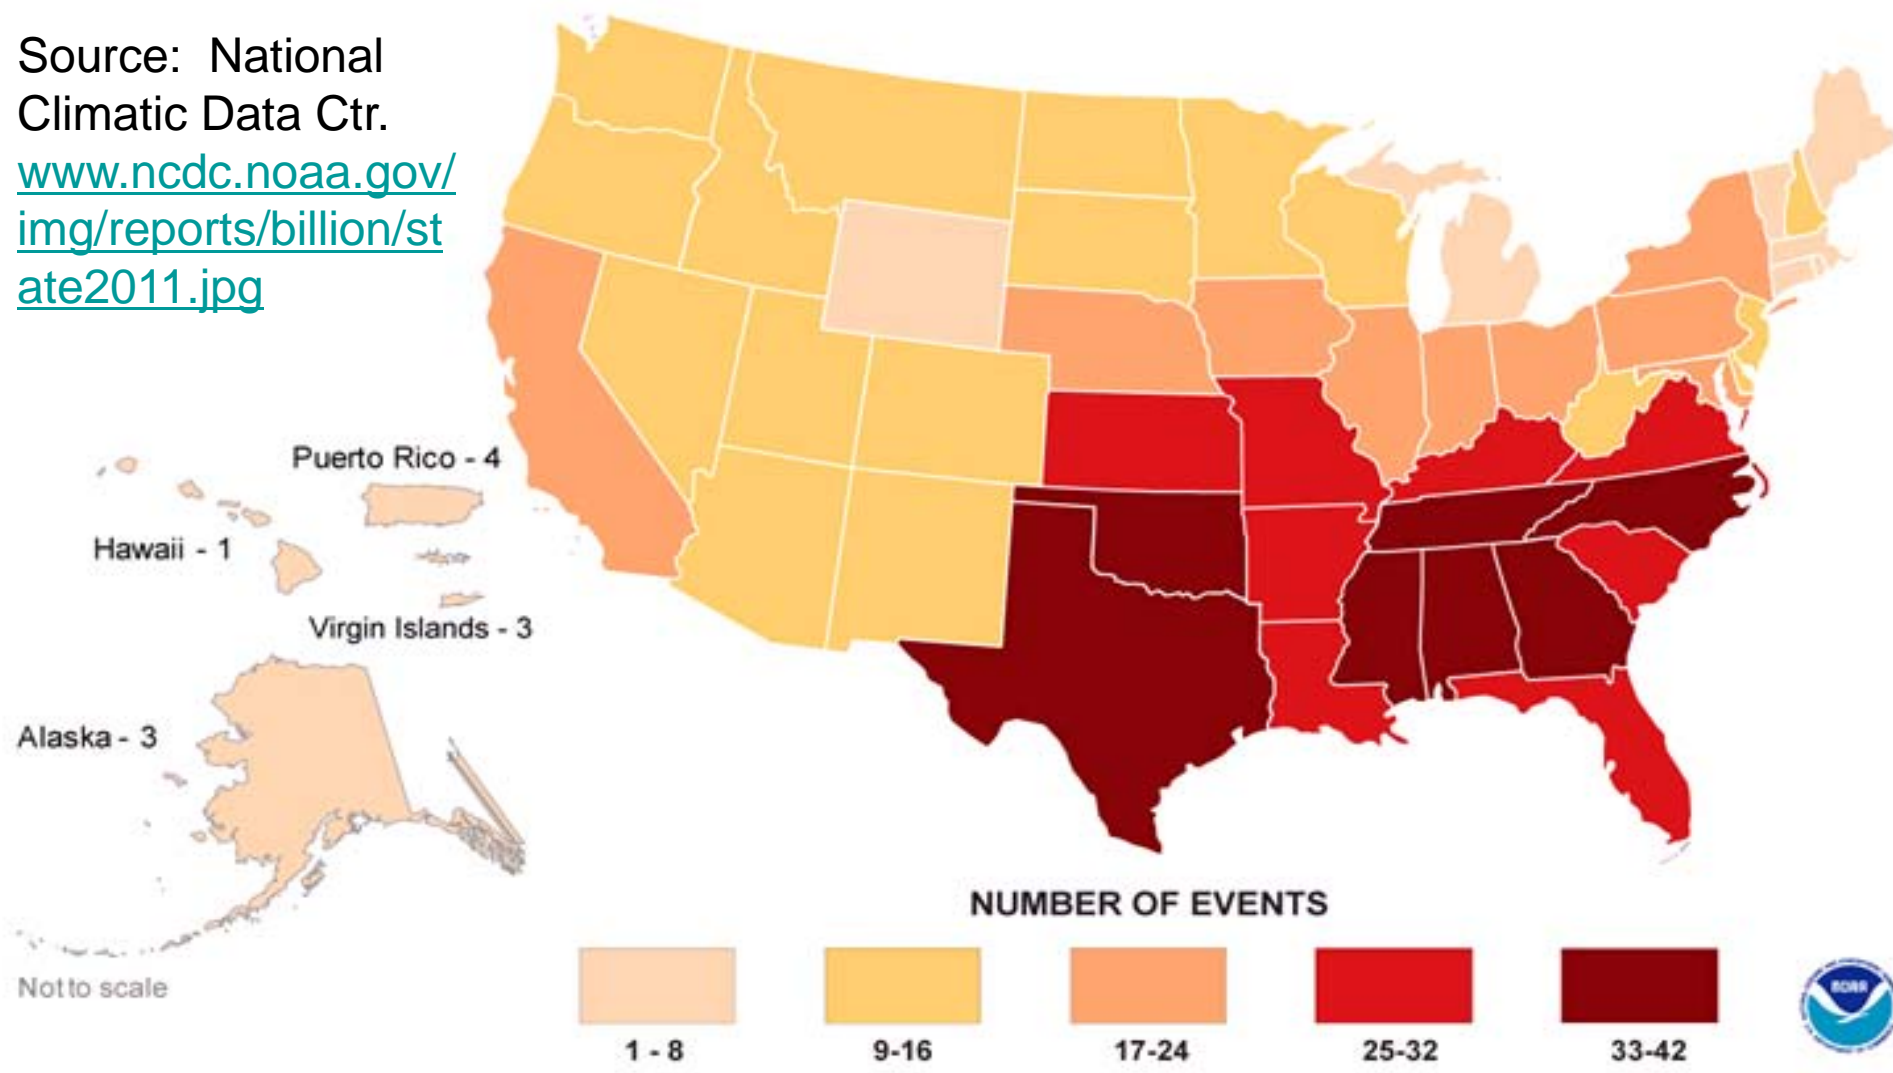 Source:  National
Climatic Data Ctr.
www.ncdc.noaa.gov/
img/reports/billion/st
ate2011.jpg
Puerto Rico - 4
Hawaii - 1
Virgin Islands - 3
Alaska - 3
Not to scale
NUMBER OF EVENTS
1 - 8
9-16
17-24
25-32
33-42
NOAA